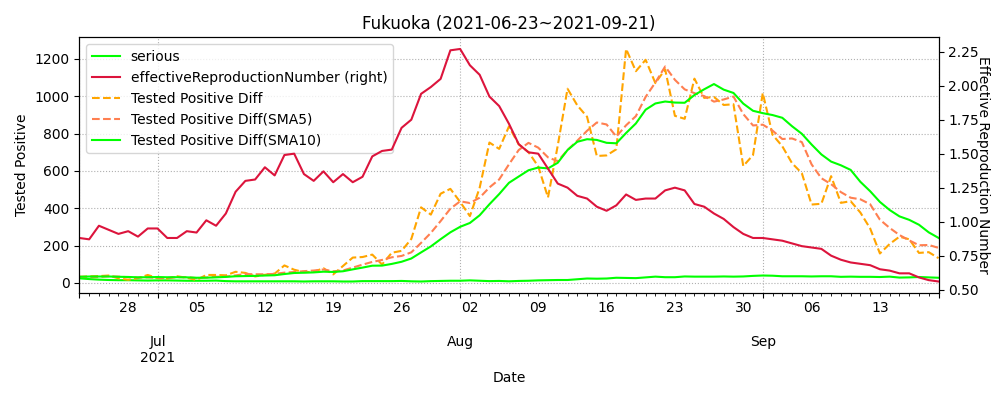 Fukuoka (2021-06-23~2021-09-21)
serious
effectiveReproductionNumber (right)
Tested Positive Diff
Tested Positive Diff(SMA5)
Tested Positive Diff(SMA10)
Tested Positive
1200
1000
800
600
400
200
0
2.25
2.00
1.75
1.50
1.25
1.00
0.75
0.50
Effective Reproduction Number
28 05 12 19 26 02 09 16 23 30 06 13
Jul Aug Sep
2021
Date